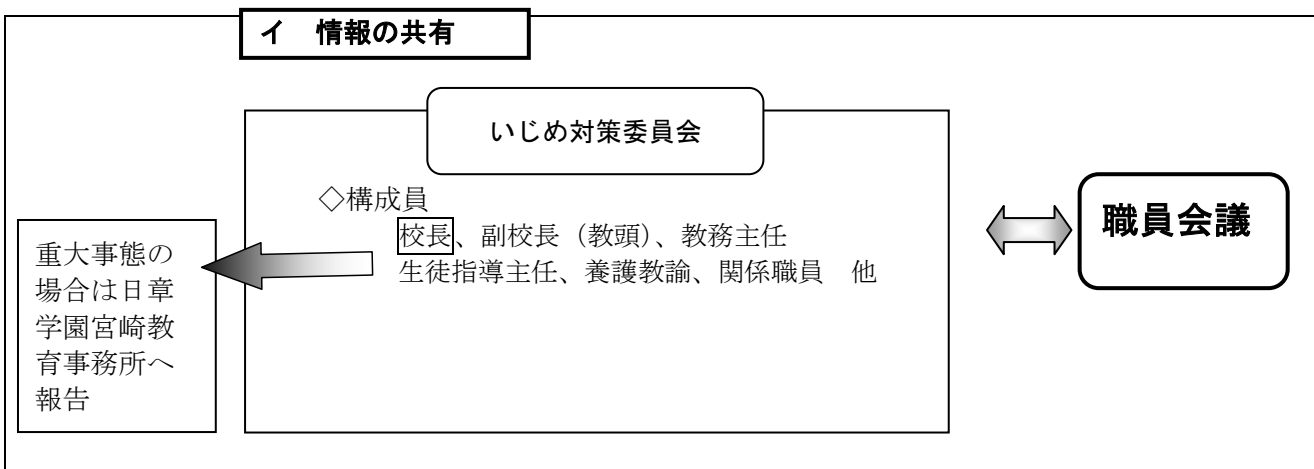 イ　情報の共有
いじめ対策委員会
◇構成員
校長、副校長（教頭）、教務主任
生徒指導主任、養護教諭、関係職員　他
重大事態の
場合は日章
学園宮崎教
育事務所へ
報告
職員会議